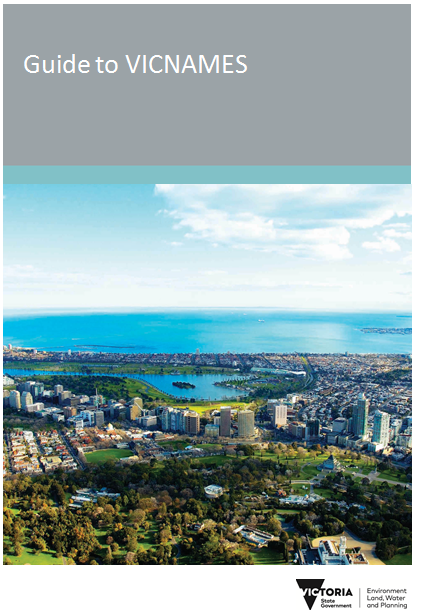 Guide to VICNAMES
VICTORIA
State
Government
Environment
Land, Water
and Planning